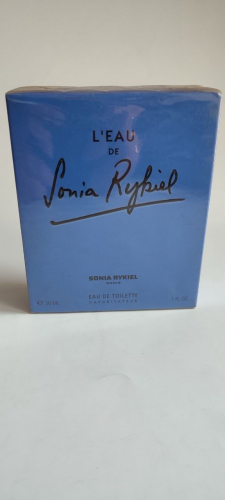 L'EAU
DE
Sonia Rykiel
SONIA RYKIEL
PARIS
EAU DE TOILETTE